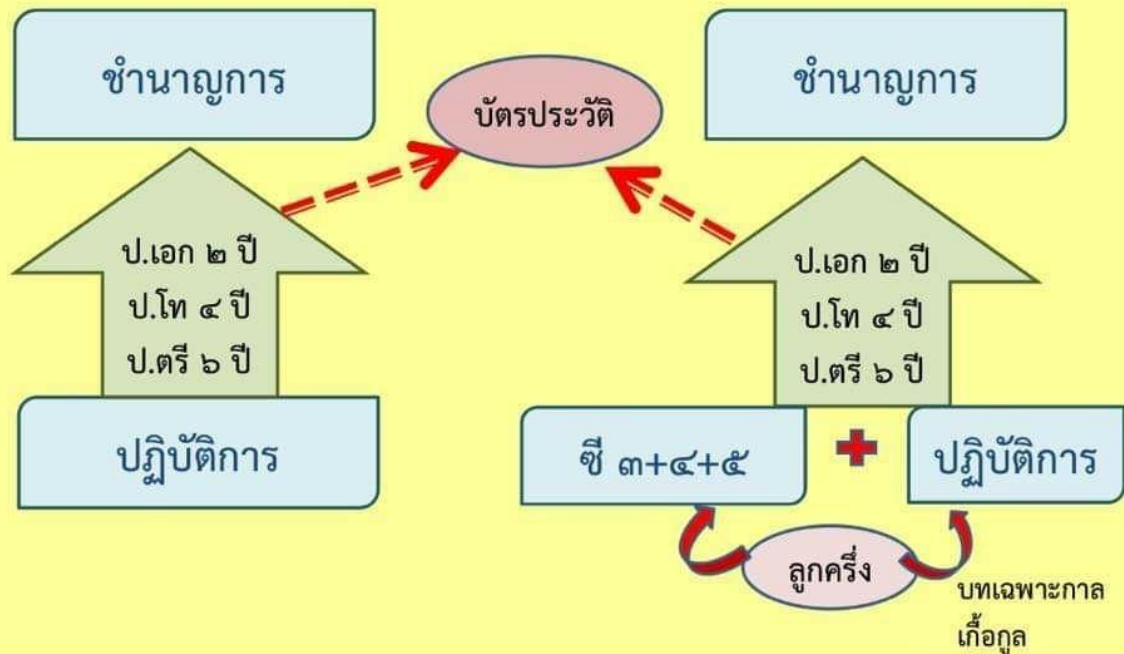 ชำนาญการ
บัตรประวัติ
ชำนาญการ
ป.เอก ๒ ปี
ป.โท ๔ ปี
ป.ตรี ๖ ปี
ป.เอก ๒ ปี
ป.โท ๔ ปี
ป.ตรี ๖ ปี
ปฏิบัติการ
ซี ๓+๔+๕
ปฏิบัติการ
ลูกครึ่ง
บทเฉพาะกาล
เกื้อกูล